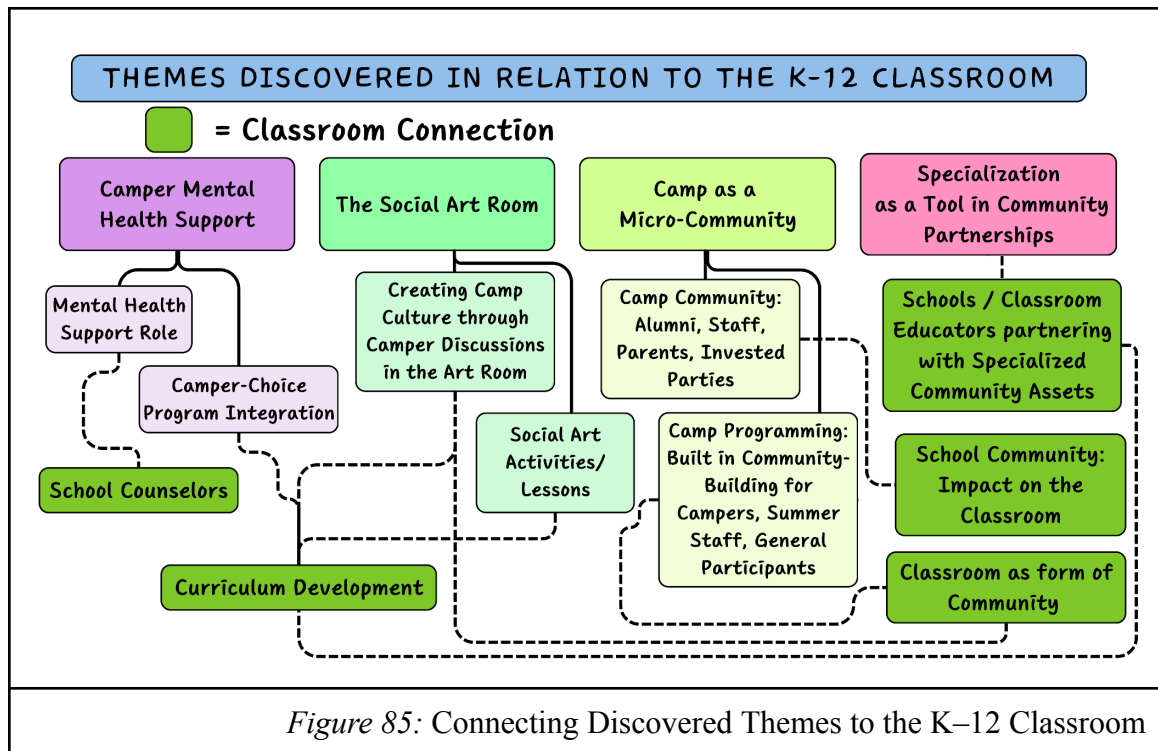 THEMES DISCOVERED IN RELATION TO THE K-12 CLASSROOM
= Classroom Connection
Camper Mental
Health Support
The Social Art Room
Camp as a
Micro-Community
Specialization
as a Tool in Community
Partnerships
Mental Health
Support Role
Camper-Choice
Program Integration
School Counselors
Creating Camp
Culture through
Camper Discussions
in the Art Room
Social Art
Activities/
Lessons
Curriculum Development
Camp Community:
Alumni, Staff,
Parents, Invested
Parties
Camp Programming:
Built in Community-
Building for
Campers, Summer
Staff, General
Participants
Schools / Classroom
Educators partnering
with Specialized
Community Assets
School Community:
Impact on the
Classroom
Classroom as form of
Community
Figure 85: Connecting Discovered Themes to the K–12 Classroom